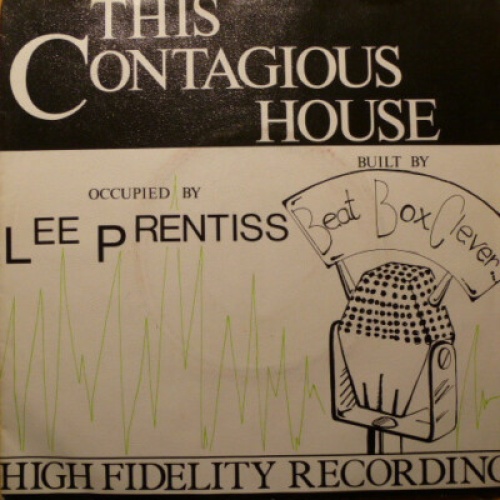 THIS
CONTAGIOUS
HOUSE
BUILT BY
OCCUPIED BY
LEE PRENTISS
Beat Box Clever
HIGH FIDELITY RECORDING